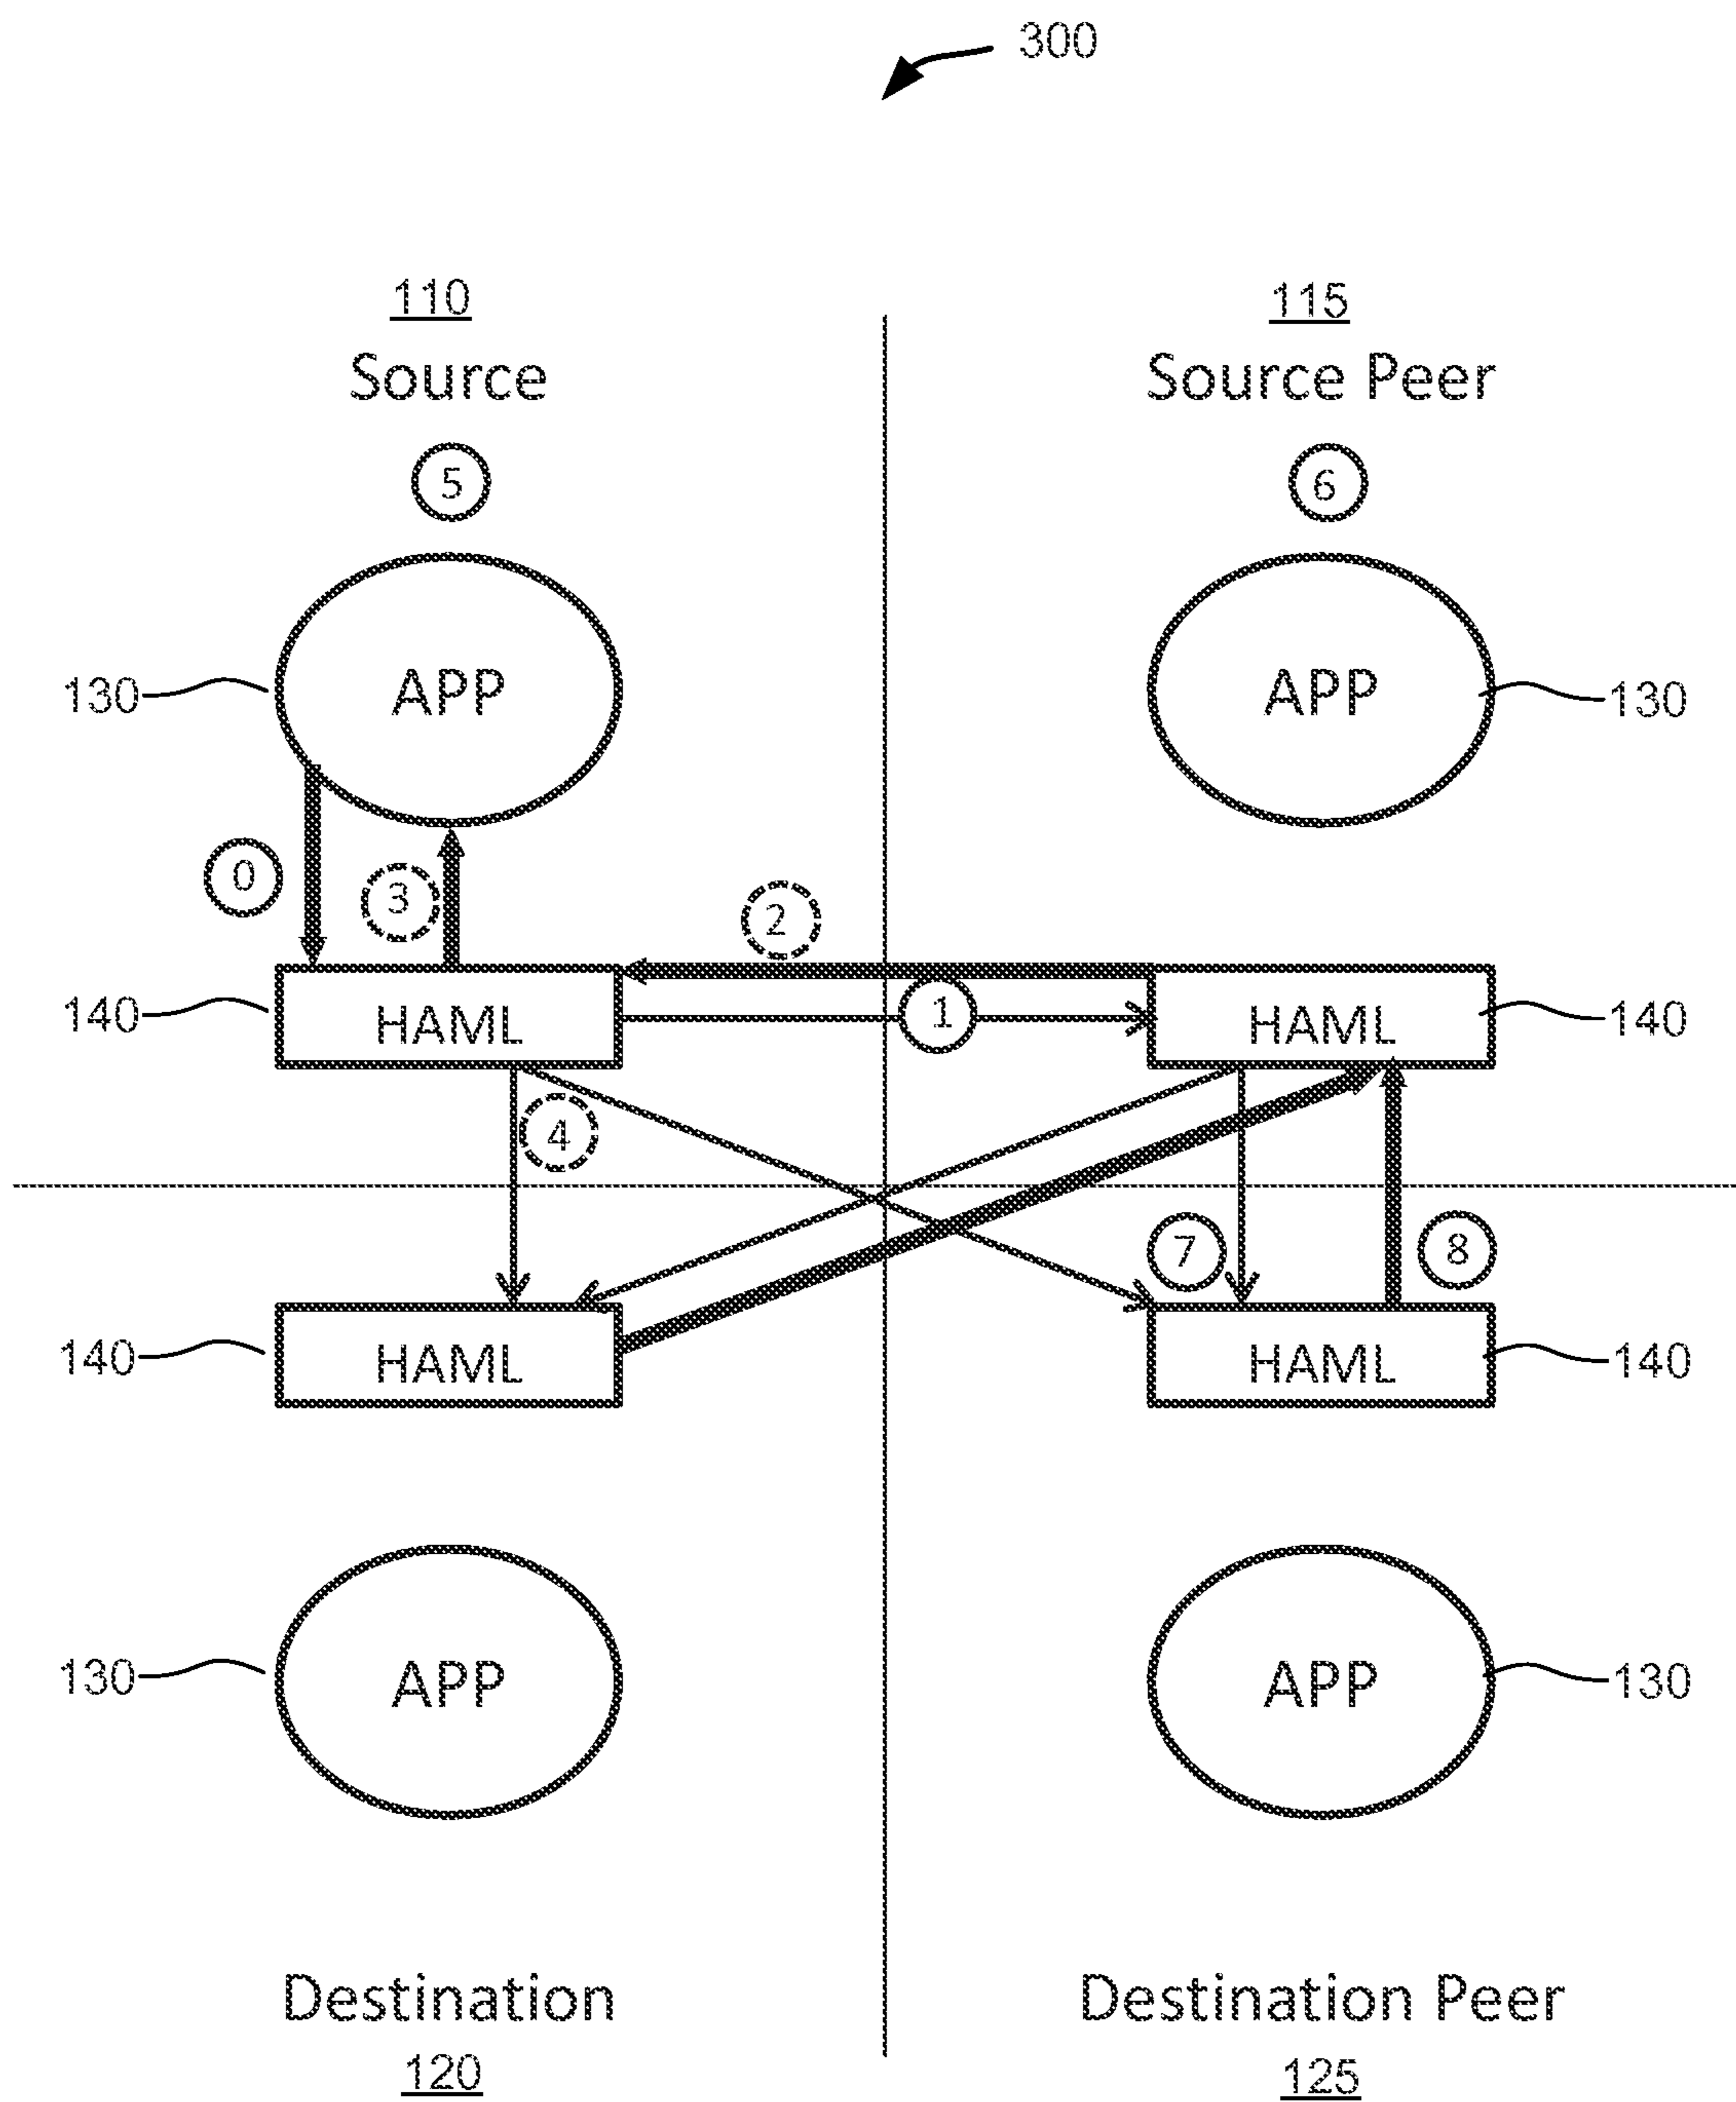 300
110
115
Source
Source Peer
5
6
APP
APP
130
130
0
3
2
140
HAML
1
HAML
140
4
7
8
140
HAML
HAML
140
130
APP
APP
130
Destination
Destination Peer
120
125